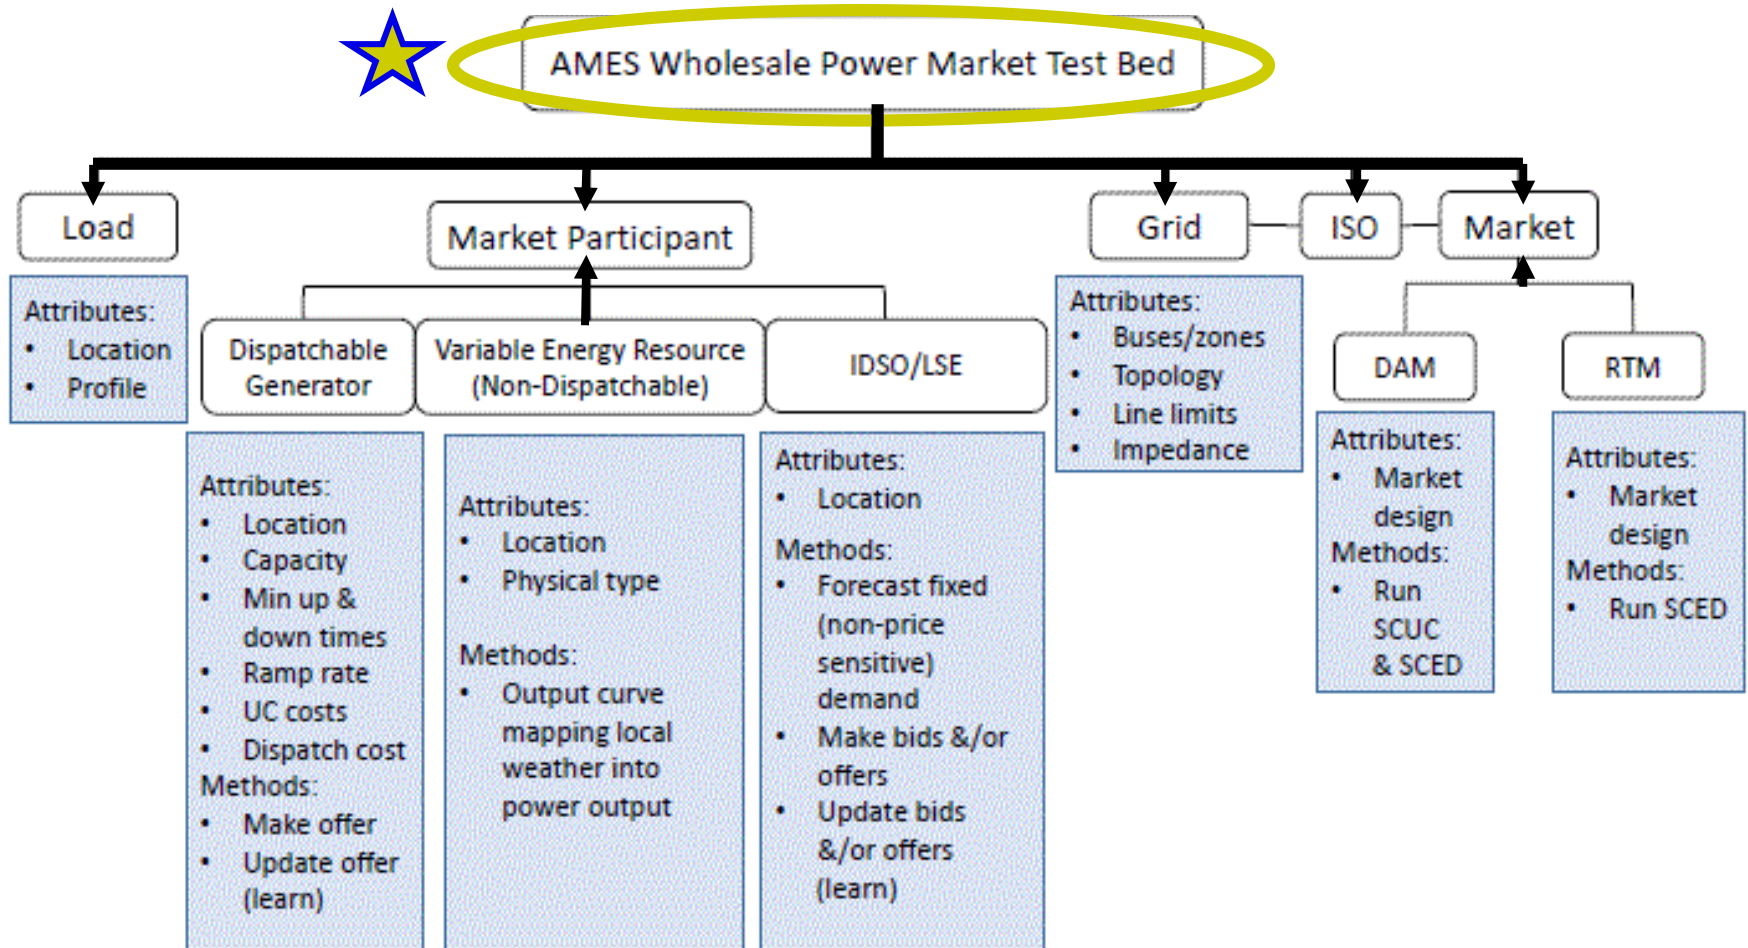 AMES Wholesale Power Market Test Bed
Load
Market Participant
Grid
ISO
Market
Attributes:
• Location
• Profile
Dispatchable
Generator
Variable Energy Resource
(Non-Dispatchable)
IDSO/LSE
Attributes:
• Buses/zones
• Topology
• Line limits
• Impedance
DAM
RTM
Attributes:
• Location
• Capacity
• Min up &
down times
• Ramp rate
• UC costs
• Dispatch cost
Methods:
• Make offer
• Update offer
(learn)
Attributes:
• Location
• Physical type
Methods:
• Output curve
mapping local
weather into
power output
Attributes:
• Location
Methods:
• Forecast fixed
(non-price
sensitive)
demand
• Make bids &/or
offers
• Update bids
&/or offers
(learn)
Attributes:
• Market
design
Methods:
• Run
SCUC
& SCED
Attributes:
• Market
design
Methods:
• Run SCED